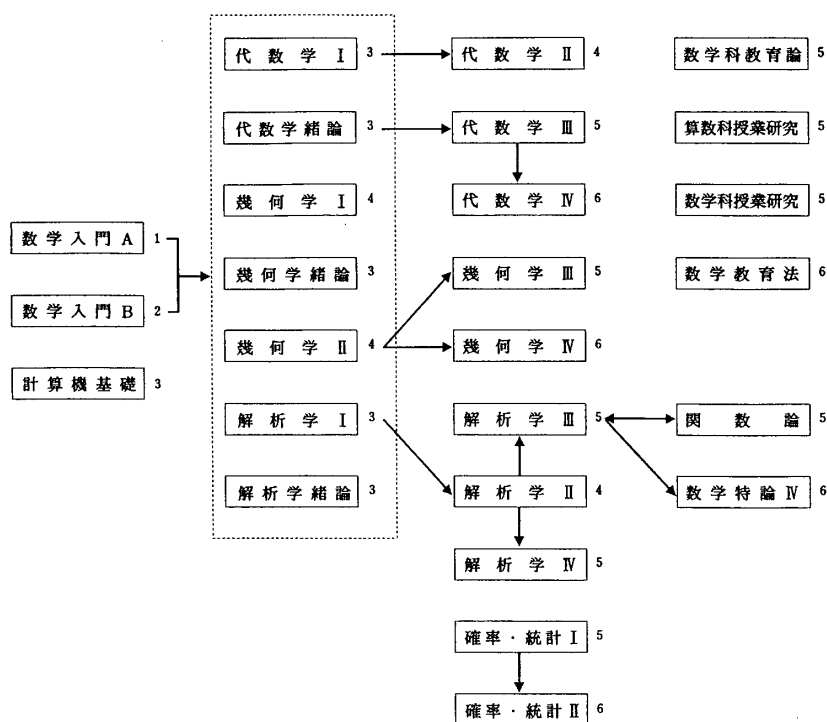 代数学Ⅰ 3
代数学Ⅱ 4
数学科教育論 5
代数学緒論 3
代数学Ⅲ 5
算数科授業研究 5
幾何学Ⅰ 4
代数学Ⅳ 6
数学科授業研究 5
数学入門A 1
幾何学緒論 3
幾何学Ⅲ 5
数学教育法 6
数学入門B 2
幾何学Ⅱ 4
幾何学Ⅳ 6
計算機基礎 3
解析学Ⅰ 3
解析学Ⅲ 5
関数論 5
解析学緒論 3
解析学Ⅱ 4
数学特論Ⅳ 6
解析学Ⅳ 5
確率・統計Ⅰ 5
確率・統計Ⅱ 6